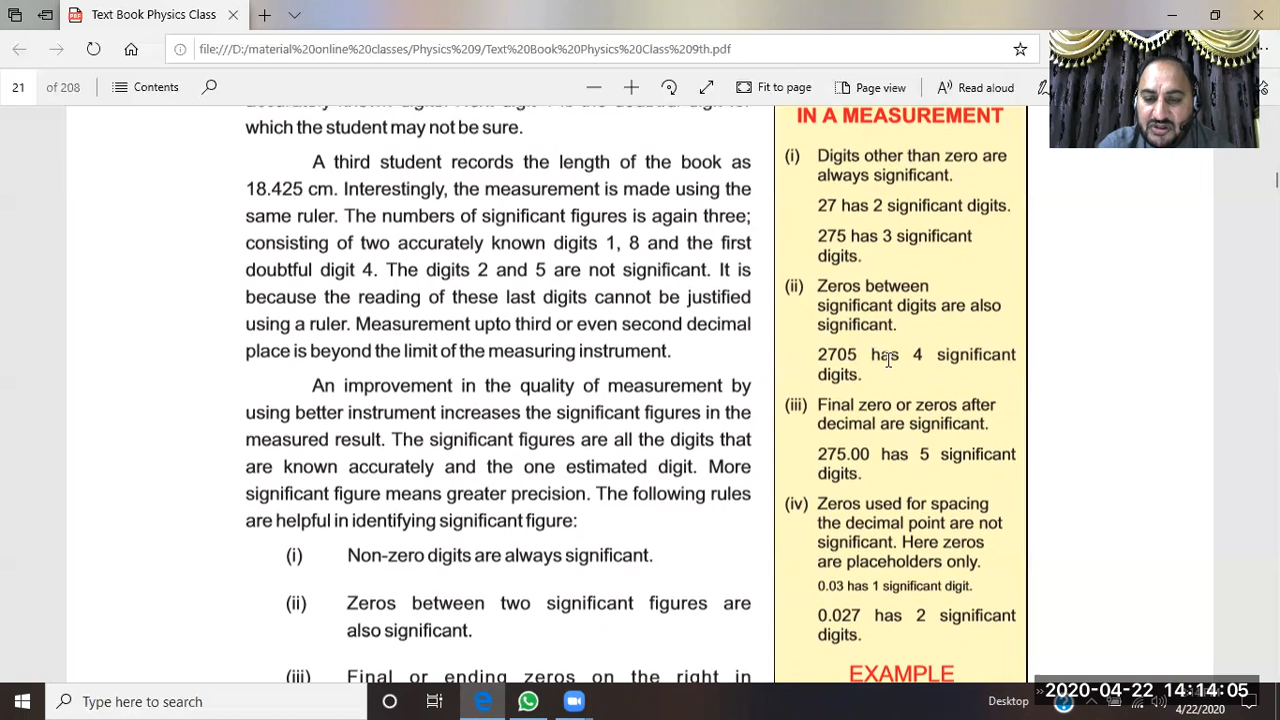 Text Book Physics Class
file:///D:/material%20online%20classes/Physics%209/Text%20Book%20Physics%20Class%209th.pdf
21 of 208
Contents
Fit to page
Page view
Read aloud
which the student may not be sure.
A third student records the length of the book as
18.425 cm. Interestingly, the measurement is made using the
same ruler. The numbers of significant figures is again three;
consisting of two accurately known digits 1, 8 and the first
doubtful digit 4. The digits 2 and 5 are not significant. It is
because the reading of these last digits cannot be justified
using a ruler. Measurement upto third or even second decimal
place is beyond the limit of the measuring instrument.
An improvement in the quality of measurement by
using better instrument increases the significant figures in the
measured result. The significant figures are all the digits that
are known accurately and the one estimated digit. More
significant figure means greater precision. The following rules
are helpful in identifying significant figure:
(i) Non-zero digits are always significant.
(ii) Zeros between two significant figures are
also significant.
(iii) Final or ending zeros on the right in
IN A MEASUREMENT
(i) Digits other than zero are
always significant.
27 has 2 significant digits.
275 has 3 significant
digits.
(ii) Zeros between
significant digits are also
significant.
2705 has 4 significant
digits.
(iii) Final zero or zeros after
decimal are significant.
275.00 has 5 significant
digits.
(iv) Zeros used for spacing
the decimal point are not
significant. Here zeros
are placeholders only.
0.03 has 1 significant digit.
0.027 has 2 significant
digits.
EXAMPLE
Type here to search
Desktop
2020-04-22 14:14:05
4/22/2020